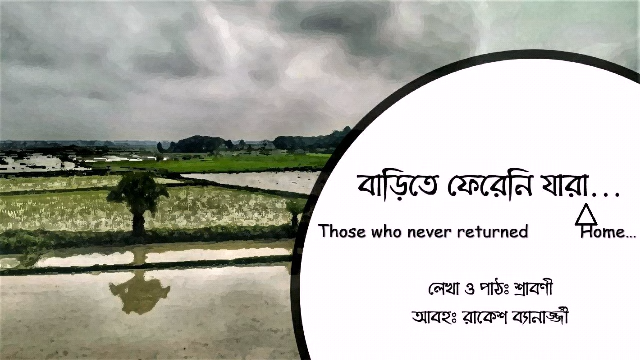 বাড়িতে ফেরেনি যারা...
Those who never returned Home...
লেখা ও পাঠঃ শ্রাবণী
আবহঃ রাকেশ ব্যানার্জ্জী